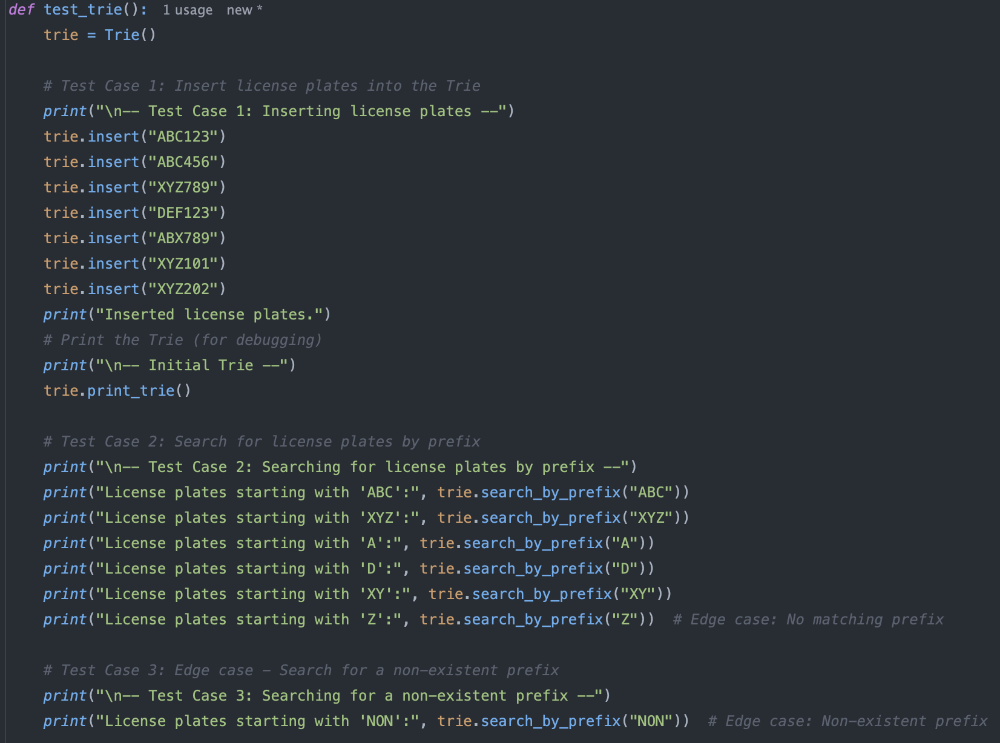 def test_trie(): 1 usage new *
    trie = Trie()

    # Test Case 1: Insert license plates into the Trie
    print("\n-- Test Case 1: Inserting license plates --")
    trie.insert("ABC123")
    trie.insert("ABC456")
    trie.insert("XYZ789")
    trie.insert("DEF123")
    trie.insert("ABX789")
    trie.insert("XYZ101")
    trie.insert("XYZ202")
    print("Inserted license plates.")
    # Print the Trie (for debugging)
    print("\n-- Initial Trie --")
    trie.print_trie()

    # Test Case 2: Search for license plates by prefix
    print("\n-- Test Case 2: Searching for license plates by prefix --")
    print("License plates starting with 'ABC':", trie.search_by_prefix("ABC"))
    print("License plates starting with 'XYZ':", trie.search_by_prefix("XYZ"))
    print("License plates starting with 'A':", trie.search_by_prefix("A"))
    print("License plates starting with 'D':", trie.search_by_prefix("D"))
    print("License plates starting with 'XY':", trie.search_by_prefix("XY"))
    print("License plates starting with 'Z':", trie.search_by_prefix("Z"))  # Edge case: No matching prefix

    # Test Case 3: Edge case - Search for a non-existent prefix
    print("\n-- Test Case 3: Searching for a non-existent prefix --")
    print("License plates starting with 'NON':", trie.search_by_prefix("NON"))  # Edge case: Non-existent prefix